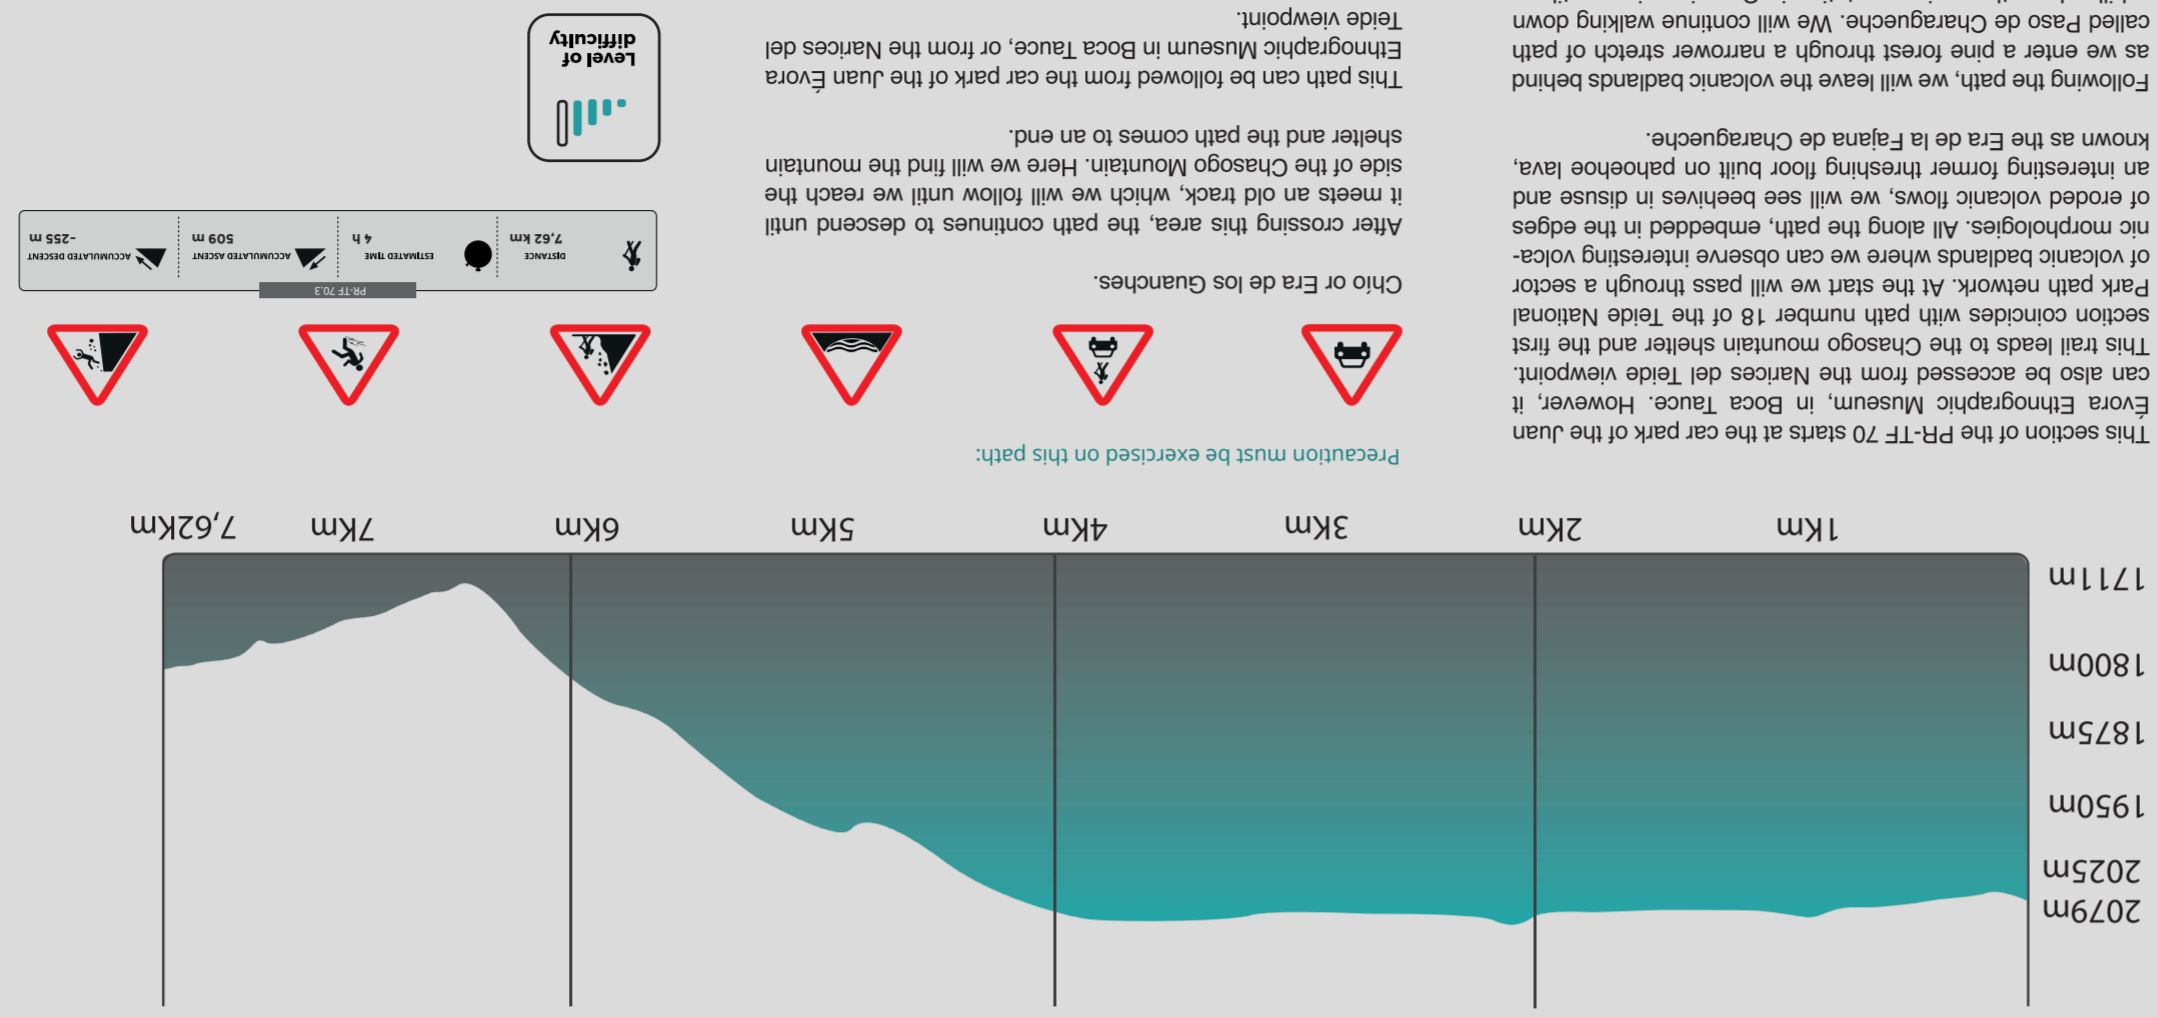 2079m
2025m
1950m
1875m
1800m
1711m
1Km
2Km
3Km
4Km
5Km
6Km
7Km
7,62Km
This section of the PR-TF 70 starts at the car park of the Juan
Évora Ethnographic Museum, in Boca Tauce. However, it
can also be accessed from the Narices del Teide viewpoint.
This trail leads to the Chasogo mountain shelter and the first
section coincides with path number 18 of the Teide National
Park path network. At the start we will pass through a sector
of volcanic badlands where we can observe interesting volca-
nic morphologies. All along the path, embedded in the edges
of eroded volcanic flows, we will see beehives in disuse and
an interesting former threshing floor built on pahoehoe lava,
known as the Era de la Fajana de Charagueche.
Following the path, we will leave the volcanic badlands behind
as we enter a pine forest through a narrower stretch of path
called Paso de Charagueche. We will continue walking down
Precaution must be exercised on this path:
Chío or Era de los Guanches.
After crossing this area, the path continues to descend until
it meets an old track, which we will follow until we reach the
side of the Chasogo Mountain. Here we will find the mountain
shelter and the path comes to an end.
This path can be followed from the car park of the Juan Évora
Ethnographic Museum in Boca Tauce, or from the Narices del
Teide viewpoint.
PR-TF 70.3
DISTANCE
7,62 km
ESTIMATED TIME
4 h
ACCUMULATED ASCENT
509 m
ACCUMULATED DESCENT
-255 m
Level of
difficulty